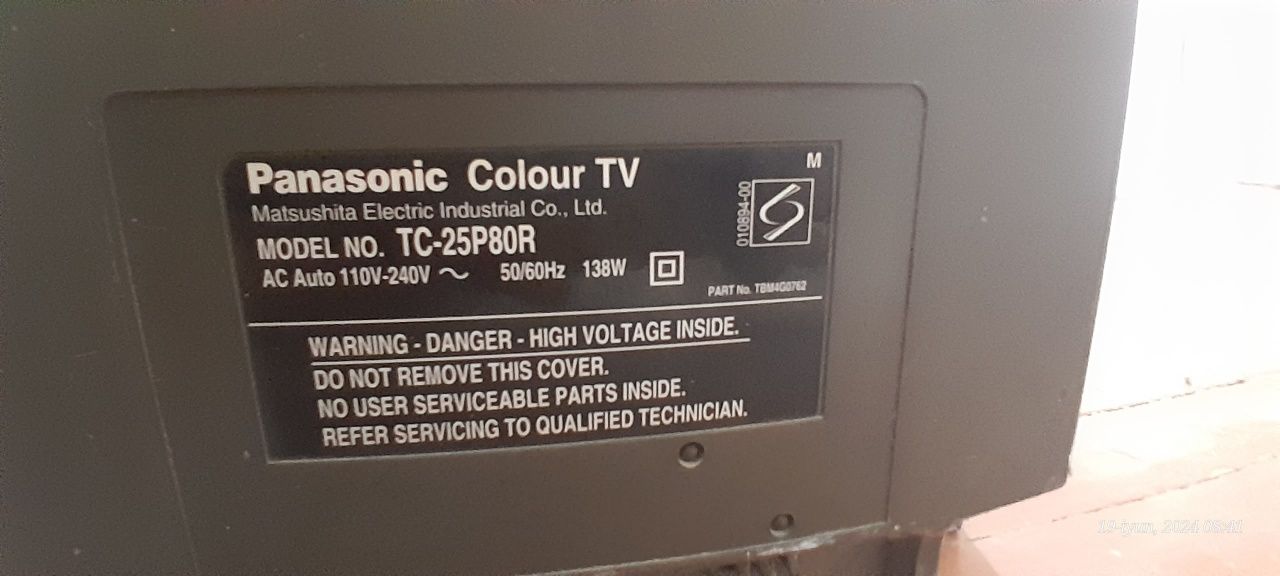 Panasonic Colour TV
M
Matsushita Electric Industrial Co., Ltd.
MODEL NO. TC-25P80R
AC Auto 110V-240V ~ 50/60Hz 138W
010894-00
S
PART No. TBM4G0762
WARNING - DANGER - HIGH VOLTAGE INSIDE.
DO NOT REMOVE THIS COVER.
NO USER SERVICEABLE PARTS INSIDE.
REFER SERVICING TO QUALIFIED TECHNICIAN.
19-iyun, 2024 08:41